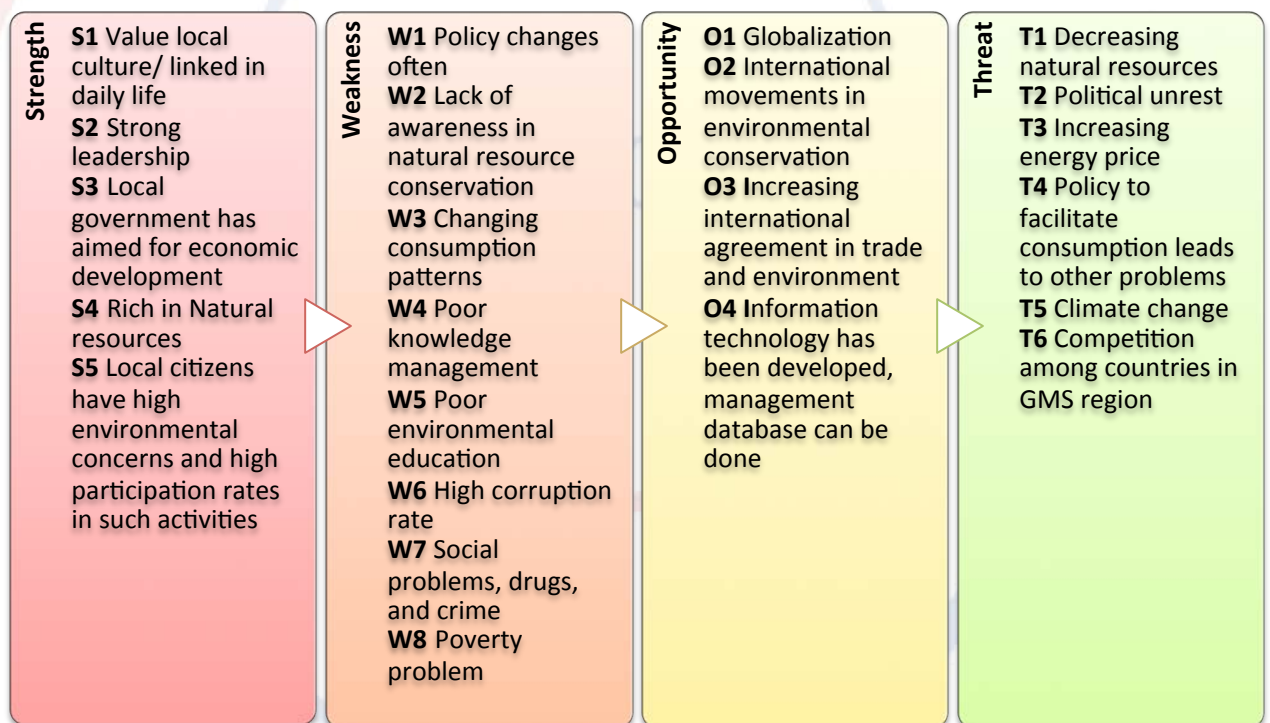 Strength
S1 Value local
culture/ linked in
daily life
S2 Strong
leadership
S3 Local
government has
aimed for economic
development
S4 Rich in Natural
resources
S5 Local citizens
have high
environmental
concerns and high
participation rates
in such activities
Weakness
W1 Policy changes
often
W2 Lack of
awareness in
natural resource
conservation
W3 Changing
consumption
patterns
W4 Poor
knowledge
management
W5 Poor
environmental
education
W6 High corruption
rate
W7 Social
problems, drugs,
and crime
W8 Poverty
problem
Opportunity
O1 Globalization
O2 International
movements in
environmental
conservation
O3 Increasing
international
agreement in trade
and environment
O4 Information
technology has
been developed,
management
database can be
done
Threat
T1 Decreasing
natural resources
T2 Political unrest
T3 Increasing
energy price
T4 Policy to
facilitate
consumption leads
to other problems
T5 Climate change
T6 Competition
among countries in
GMS region